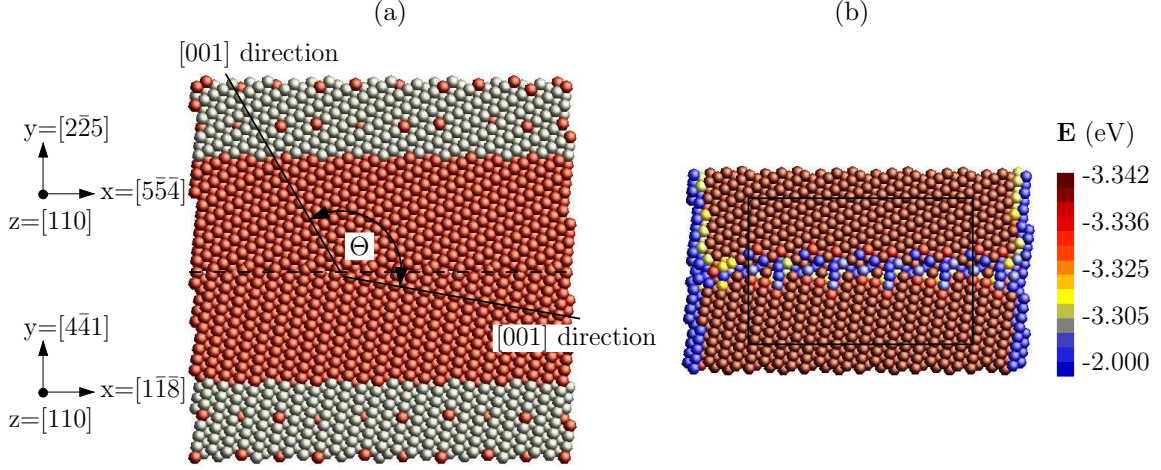 (a)
(b)
[001] direction
y=[22̄5]
x=[55̄4̄]
z=[110]
Θ
[001] direction
y=[44̄1]
x=[11̄8̄]
z=[110]
E (eV)
-3.342
-3.336
-3.325
-3.305
-2.000